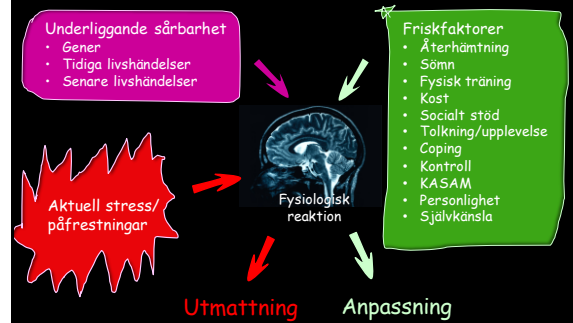 Underliggande sårbarhet
• Gener
• Tidiga livshändelser
• Senare livshändelser
Friskfaktorer
• Återhämtning
• Sömn
• Fysisk träning
• Kost
• Socialt stöd
• Tolkning/upplevelse
• Coping
• Kontroll
• KASAM
• Personlighet
• Självkänsla
Aktuell stress/
påfrestningar
Fysiologisk
reaktion
Utmattning
Anpassning